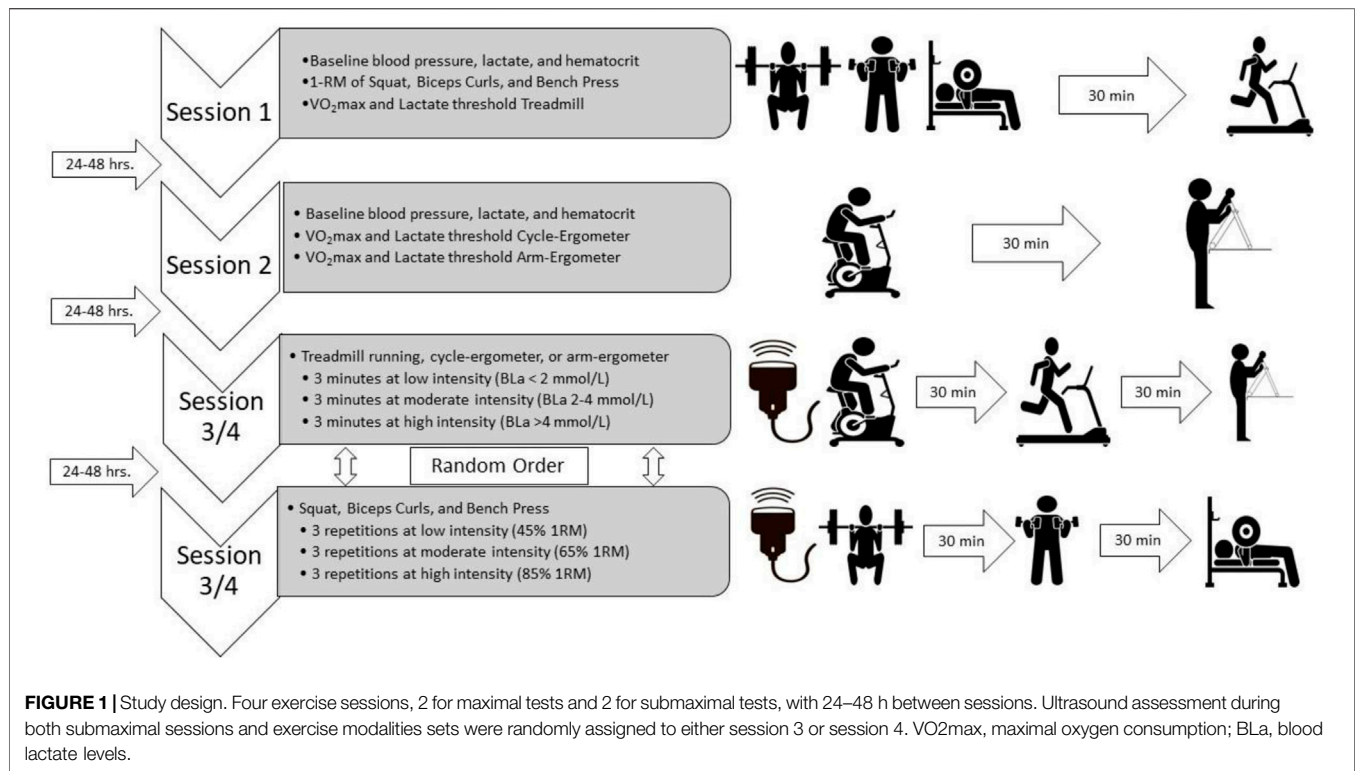 Session 1
•Baseline blood pressure, lactate, and hematocrit
•1-RM of Squat, Biceps Curls, and Bench Press
•VO2max and Lactate threshold Treadmill
30 min
24-48 hrs.
Session 2
• Baseline blood pressure, lactate, and hematocrit
• VO2max and Lactate threshold Cycle-Ergometer
• VO2max and Lactate threshold Arm-Ergometer
30 min
24-48 hrs.
Session
3/4
• Treadmill running, cycle-ergometer, or arm-ergometer
• 3 minutes at low intensity (BLa < 2 mmol/L)
• 3 minutes at moderate intensity (BLa 2-4 mmol/L)
• 3 minutes at high intensity (BLa >4 mmol/L)
30 min
30 min
24-48 hrs.
Random Order
Session
3/4
• Squat, Biceps Curls, and Bench Press
• 3 repetitions at low intensity (45% 1RM)
• 3 repetitions at moderate intensity (65% 1RM)
• 3 repetitions at high intensity (85% 1RM)
30 min
30 min
FIGURE 1 | Study design. Four exercise sessions, 2 for maximal tests and 2 for submaximal tests, with 24–48 h between sessions. Ultrasound assessment during
both submaximal sessions and exercise modalities sets were randomly assigned to either session 3 or session 4. VO2max, maximal oxygen consumption; BLa, blood
lactate levels.